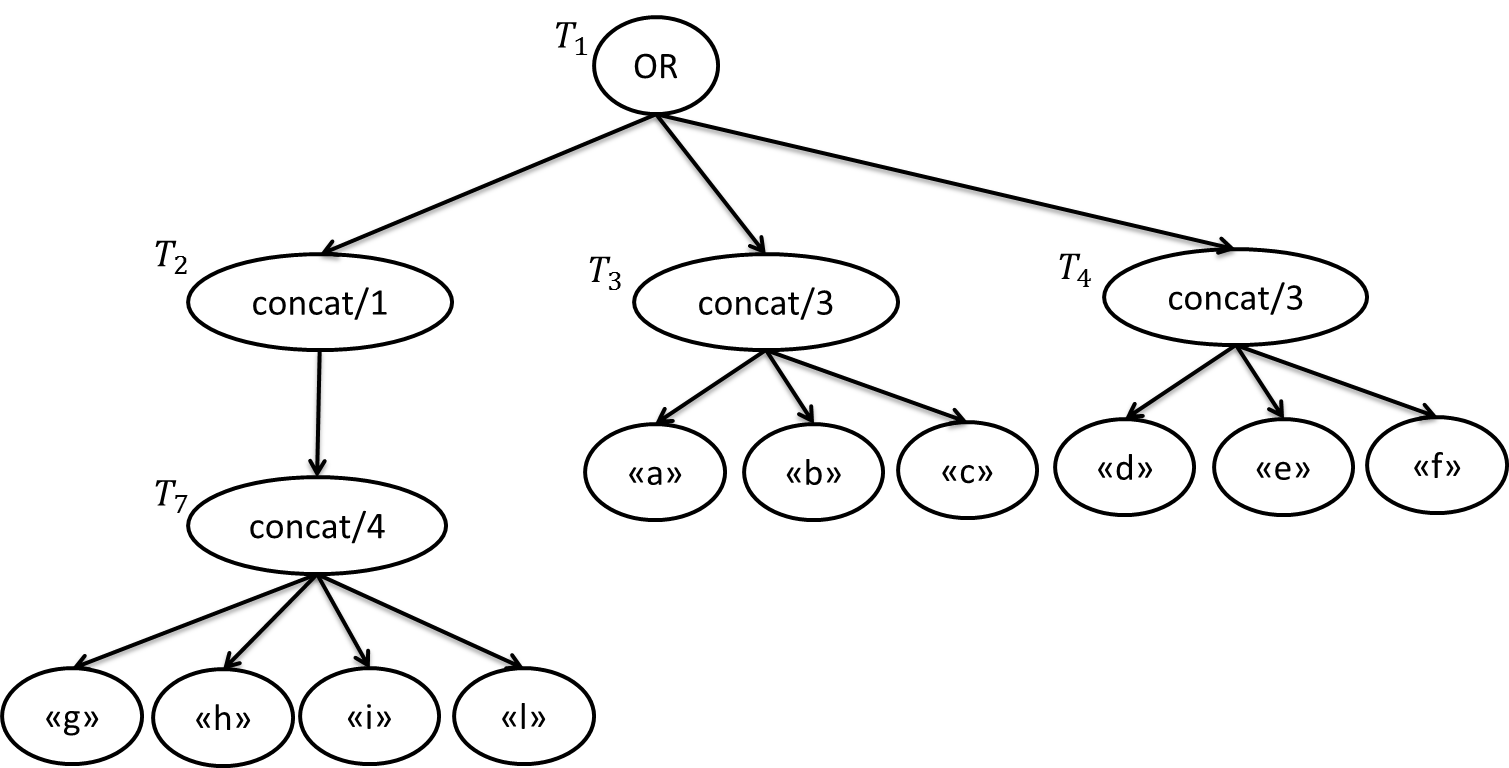 T₁
OR
T₂
concat/1
T₃
concat/3
T₄
concat/3
«a»
«b»
«c»
«d»
«e»
«f»
T₇
concat/4
«g»
«h»
«i»
«l»